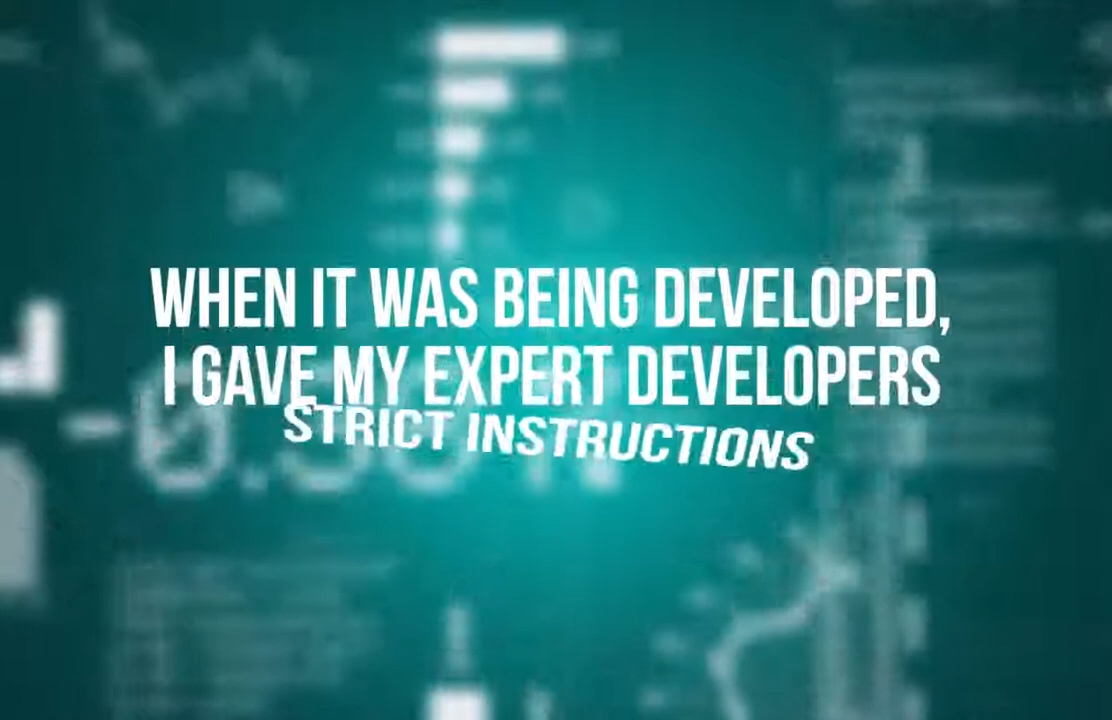 WHEN IT WAS BEING DEVELOPED,
I GAVE MY EXPERT DEVELOPERS
STRICT INSTRUCTIONS